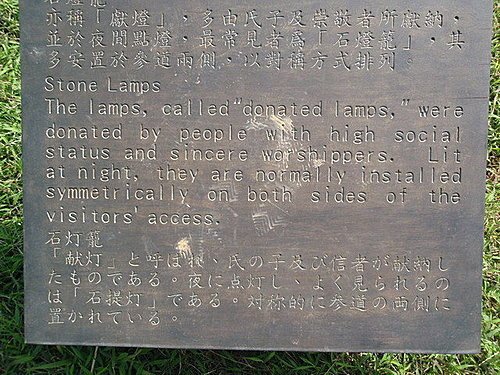 石燈籠
亦稱「獻燈」，多由氏子及崇敬者所獻納，
並於夜間點燈，最常見者為「石燈籠」，其
多安置於參道兩側，以對稱方式排列。
Stone Lamps
The lamps, called "donated lamps," were
donated by people with high social
status and sincere worshippers. Lit
at night, they are normally installed
symmetrically on both sides of the
visitors' access.
石灯籠
「献灯」と呼ばれ、氏の子及び信者が献納し
たものである。夜に点灯し、よく見られるの
は「石提灯」である。対称的に参道の両側に
置かれている。